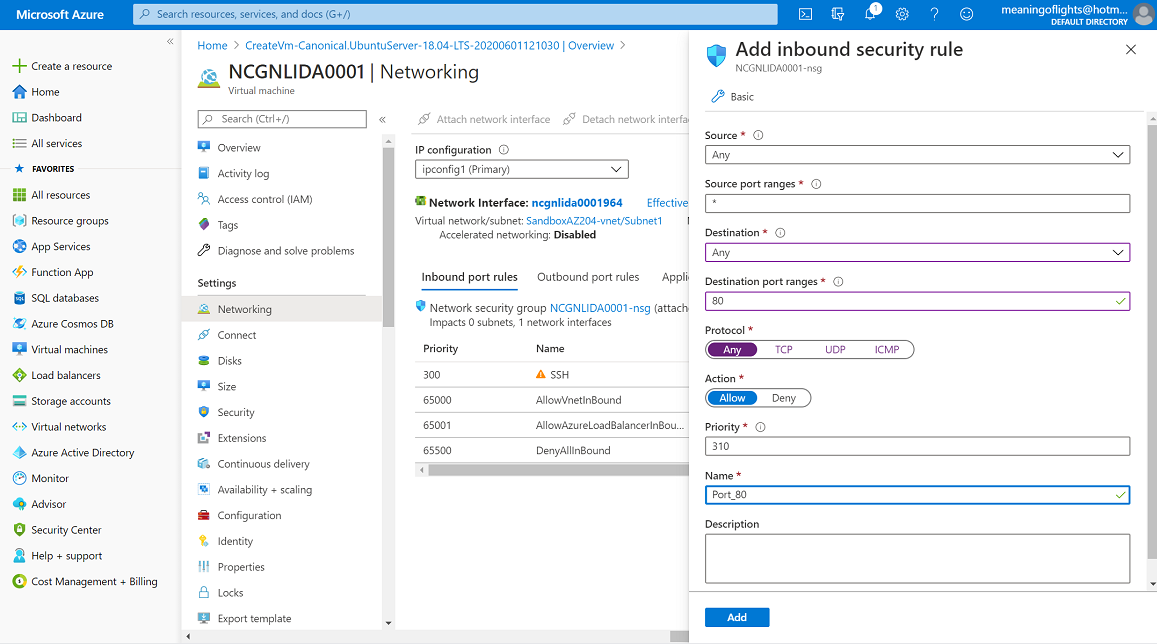 Microsoft Azure
Search resources, services, and docs (G+/)
1
meaningoflights@hotm...
DEFAULT DIRECTORY
«
Create a resource
Home
Dashboard
All services
FAVORITES
All resources
Resource groups
App Services
Function App
SQL databases
Azure Cosmos DB
Virtual machines
Load balancers
Storage accounts
Virtual networks
Azure Active Directory
Monitor
Advisor
Security Center
Help + support
Cost Management + Billing
Home > CreateVm-Canonical.UbuntuServer-18.04-LTS-20200601121030 | Overview >
NCGNLIDA0001 | Networking
Virtual machine
Search (Ctrl+/)
«
Overview
Activity log
Access control (IAM)
Tags
Diagnose and solve problems
Settings
Networking
Connect
Disks
Size
Security
Extensions
Continuous delivery
Availability + scaling
Configuration
Identity
Properties
Locks
Export template
Attach network interface Detach network interfa
IP configuration
ipconfig1 (Primary)
Network Interface: ncgnlida0001964 Effective
Virtual network/subnet: SandboxAZ204-vnet/Subnet1
Accelerated networking: Disabled
Inbound port rules Outbound port rules Appli
Network security group NCGNLIDA0001-nsg (attach
Impacts 0 subnets, 1 network interfaces
Priority Name
300 SSH
65000 AllowVnetInBound
65001 AllowAzureLoadBalancerInBou...
65500 DenyAllInBound
Add inbound security rule
NCGNLIDA0001-nsg
Basic
Source *
Any
Source port ranges *
*
Destination *
Any
Destination port ranges *
80
Protocol *
Any TCP UDP ICMP
Action *
Allow Deny
Priority *
310
Name *
Port_80
Description
Add